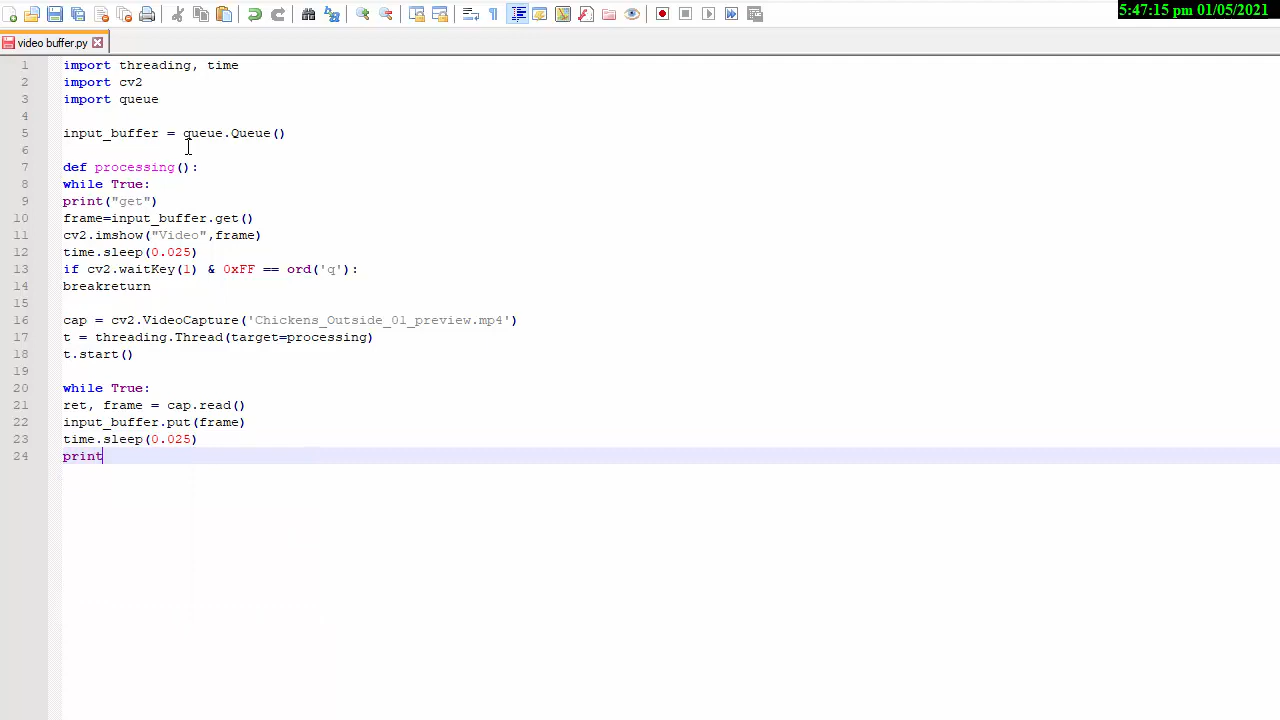 5:47:15 pm 01/05/2021
video buffer.py
1 import threading, time
2 import cv2
3 import queue
4
5 input_buffer = queue.Queue()
6
7 def processing():
8 while True:
9 print("get")
10 frame=input_buffer.get()
11 cv2.imshow("Video",frame)
12 time.sleep(0.025)
13 if cv2.waitKey(1) & 0xFF == ord('q'):
14 breakreturn
15
16 cap = cv2.VideoCapture('Chickens_Outside_01_preview.mp4')
17 t = threading.Thread(target=processing)
18 t.start()
19
20 while True:
21 ret, frame = cap.read()
22 input_buffer.put(frame)
23 time.sleep(0.025)
24 print